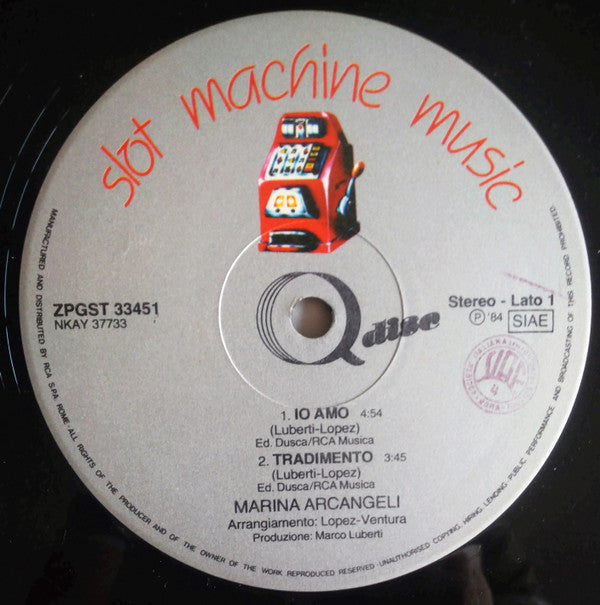 slot machine music
Q disc
ZPGST 33451
NKAY 37733
Stereo - Lato 1
Ⓟ '84 SIAE
1. IO AMO 4:54
(Luberti-Lopez)
Ed. Dusca/RCA Musica
2. TRADIMENTO 3:45
(Luberti-Lopez)
Ed. Dusca/RCA Musica
MARINA ARCANGELI
Arrangiamento: Lopez-Ventura
Produzione: Marco Luberti
MANUFACTURED AND DISTRIBUTED BY RCA S.P.A. ROME ALL RIGHTS OF THE PRODUCER AND OF THE OWNER OF THE WORK REPRODUCED RESERVED - UNAUTHORISED COPYING, HIRING, LENDING, PUBLIC PERFORMANCE AND BROADCASTING OF THIS RECORD PROHIBITED
SIAE
4